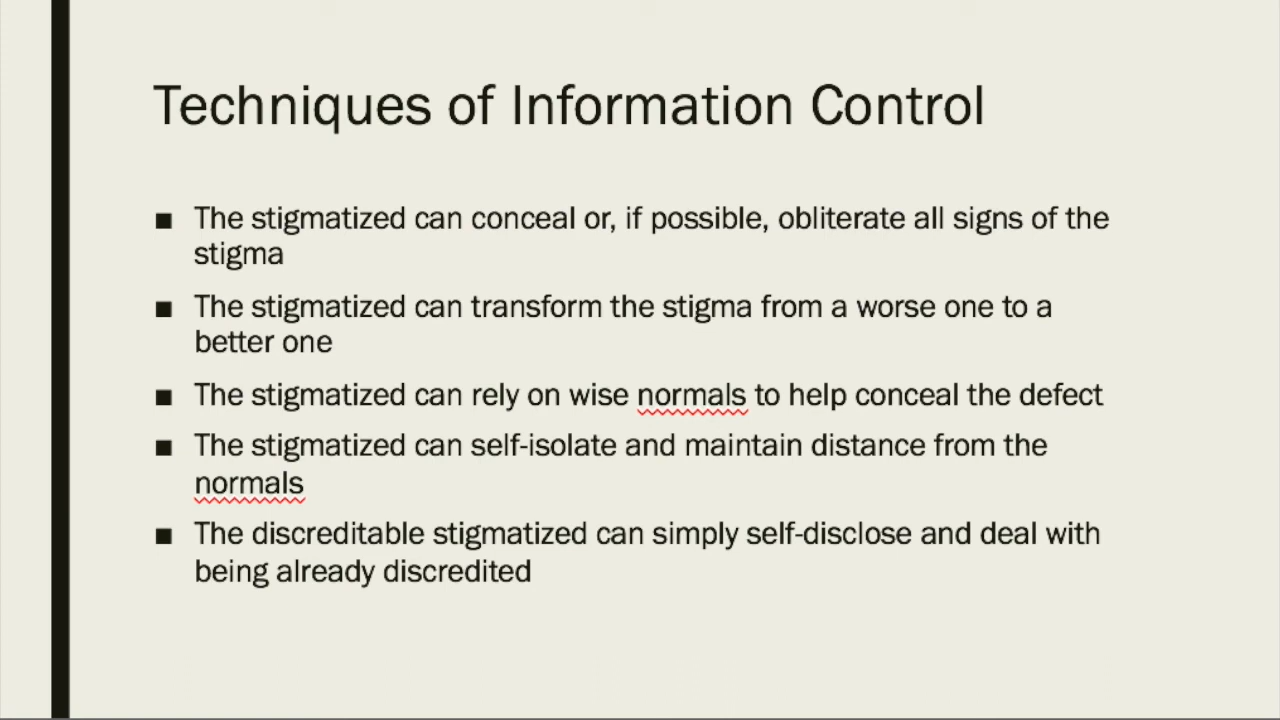 Techniques of Information Control
■ The stigmatized can conceal or, if possible, obliterate all signs of the
stigma
■ The stigmatized can transform the stigma from a worse one to a
better one
■ The stigmatized can rely on wise normals to help conceal the defect
■ The stigmatized can self-isolate and maintain distance from the
normals
■ The discreditable stigmatized can simply self-disclose and deal with
being already discredited